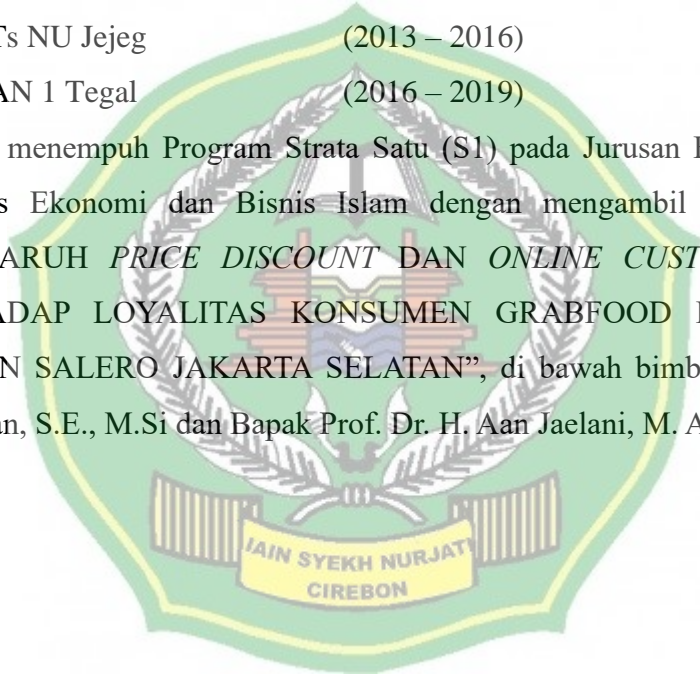 Ts NU Jejeg (2013 – 2016)
AN 1 Tegal (2016 – 2019)
menempuh Program Strata Satu (S1) pada Jurusan
s Ekonomi dan Bisnis Islam dengan mengambil
ARUH PRICE DISCOUNT DAN ONLINE CUST
ADAP LOYALITAS KONSUMEN GRABFOOD
N SALERO JAKARTA SELATAN”, di bawah bimb
an, S.E., M.Si dan Bapak Prof. Dr. H. Aan Jaelani, M. A
IAIN SYEKH NURJATI
CIREBON